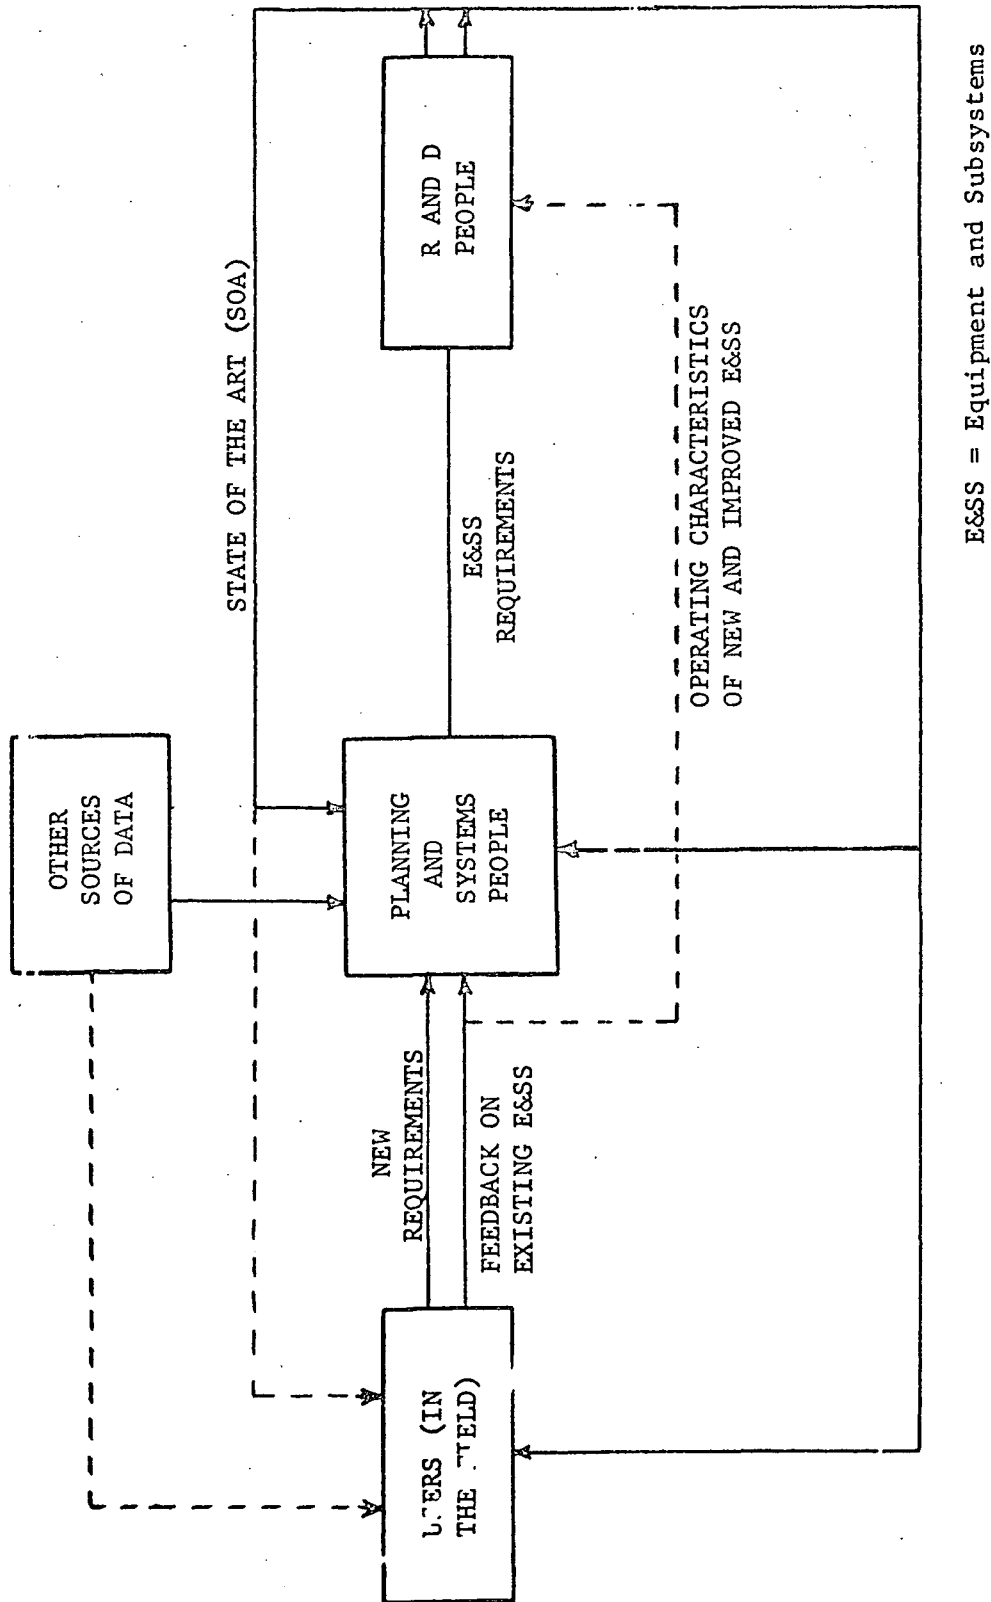 OTHER
SOURCES
OF DATA
STATE OF THE ART (SOA)
(IN
THE
NEW
REQUIREMENTS
FEEDBACK ON
EXISTING E&SS
PLANNING
AND
SYSTEMS
PEOPLE
E&SS
REQUIREMENTS
R AND D
PEOPLE
OPERATING CHARACTERISTICS
OF NEW AND IMPROVED E&SS
E&SS = Equipment and Subsystems